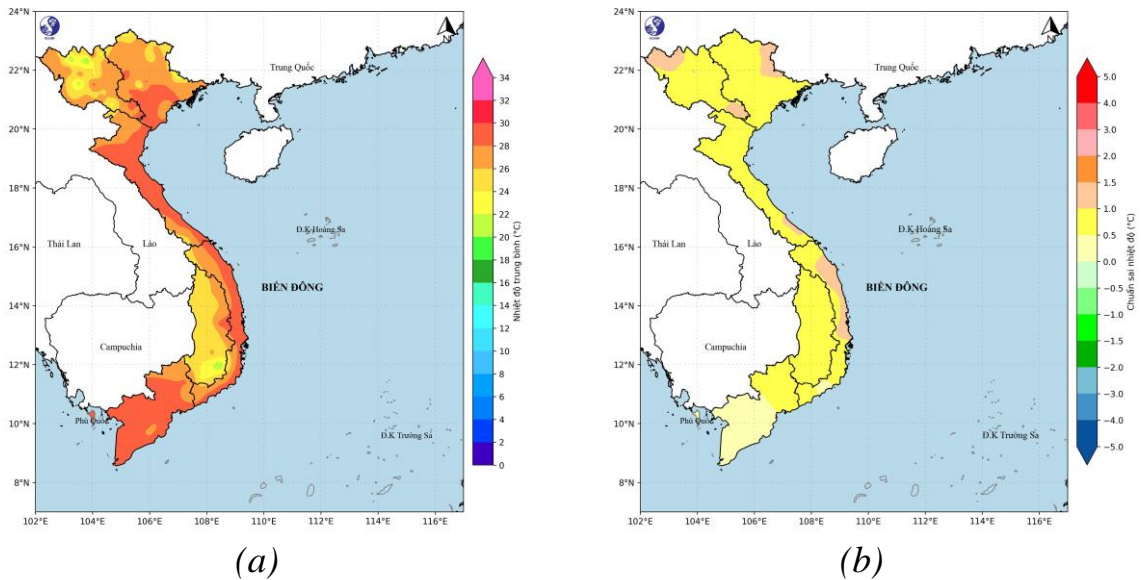 24°N
22°N
20°N
18°N
16°N
14°N
12°N
10°N
8°N
102°E 104°E 106°E 108°E 110°E 112°E 114°E 116°E
N
Trung Quốc
Thái Lan
Lào
Đ.K Hoàng Sa
BIỂN ĐÔNG
Campuchia
Phú Quốc
Đ.K Trường Sa
34
32
30
28
26
24
22
20
18
16
14
12
10
8
6
4
2
0
Nhiệt độ trung bình (°C)
(a)
24°N
22°N
20°N
18°N
16°N
14°N
12°N
10°N
8°N
102°E 104°E 106°E 108°E 110°E 112°E 114°E 116°E
N
Trung Quốc
Thái Lan
Lào
Đ.K Hoàng Sa
BIỂN ĐÔNG
Campuchia
Phú Quốc
Đ.K Trường Sa
5.0
4.0
3.0
2.0
1.5
1.0
0.5
0.0
−0.5
−1.0
−1.5
−2.0
−3.0
−4.0
−5.0
Chuẩn sai nhiệt độ (°C)
(b)